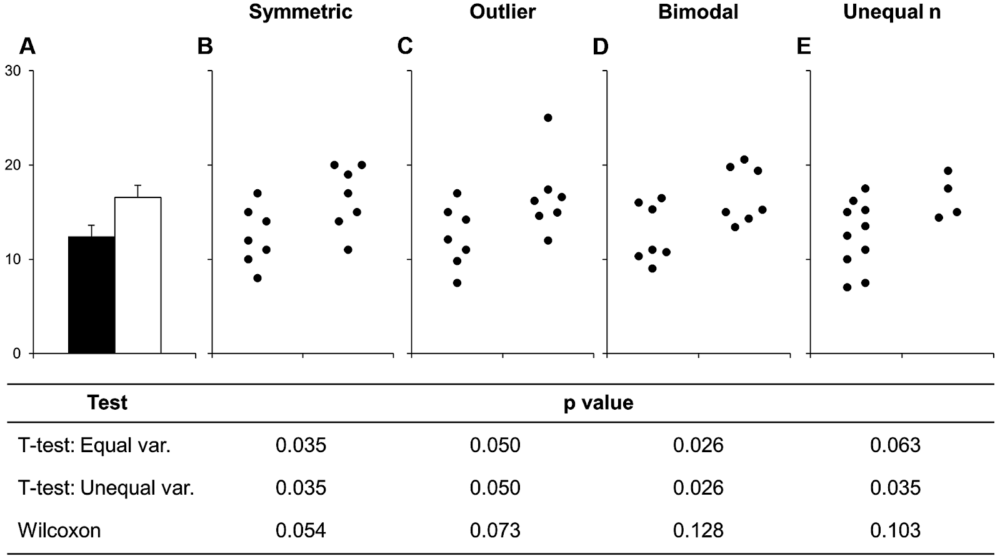 Symmetric Outlier Bimodal Unequal n
A B C D E
30
20
10
0
Test p value
T-test: Equal var. 0.035 0.050 0.026 0.063
T-test: Unequal var. 0.035 0.050 0.026 0.035
Wilcoxon 0.054 0.073 0.128 0.103